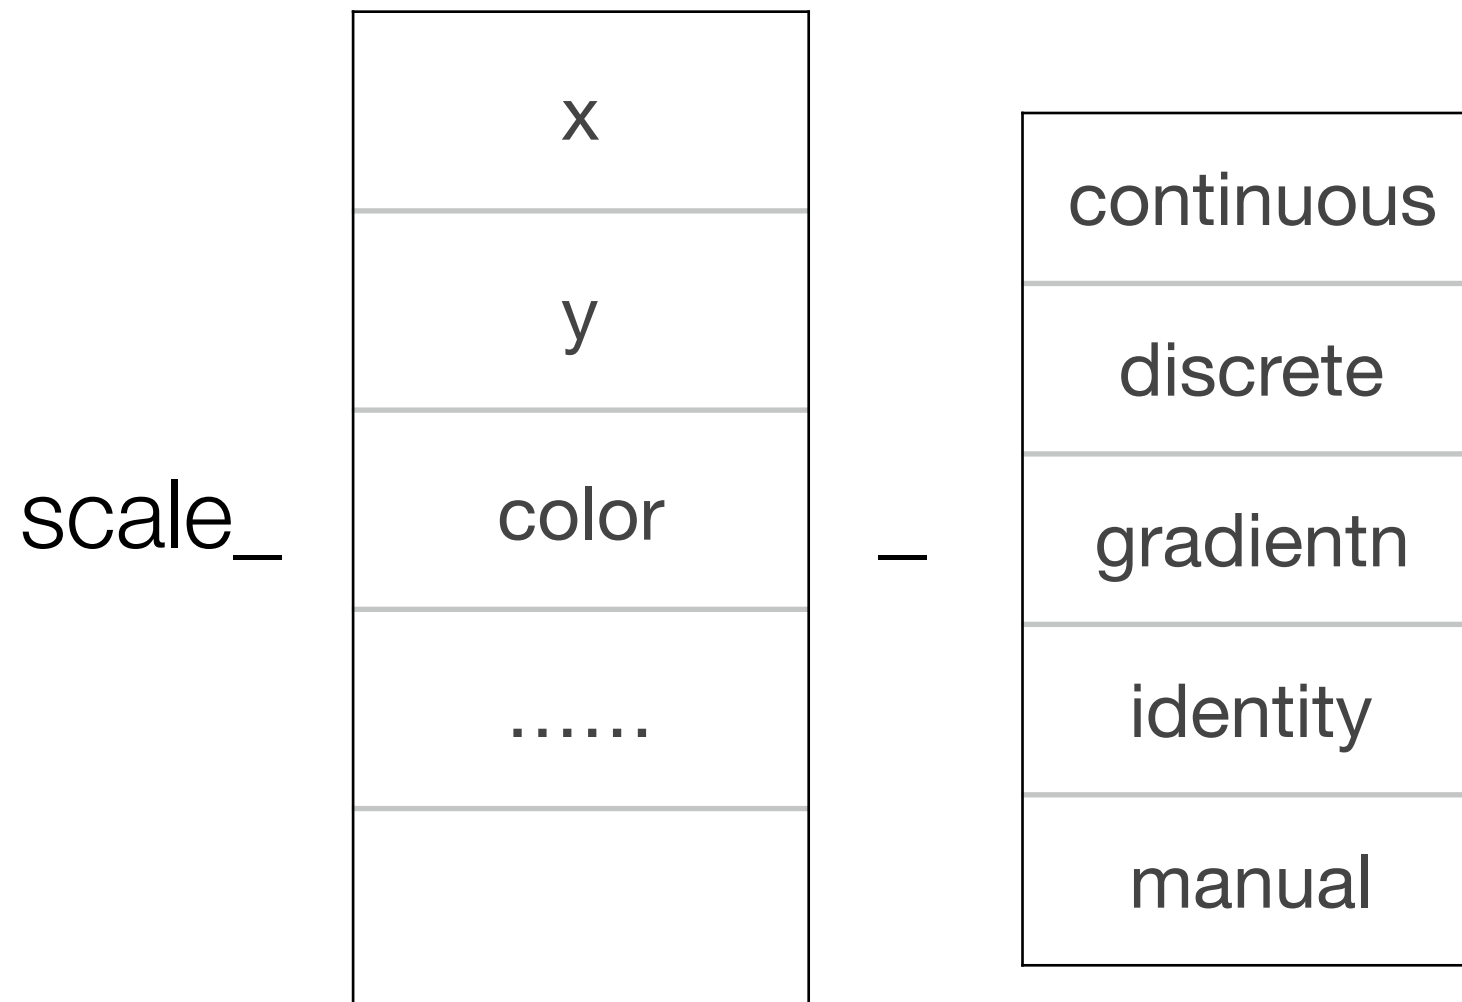 scale_
x
y
color
......
_
continuous
discrete
gradientn
identity
manual